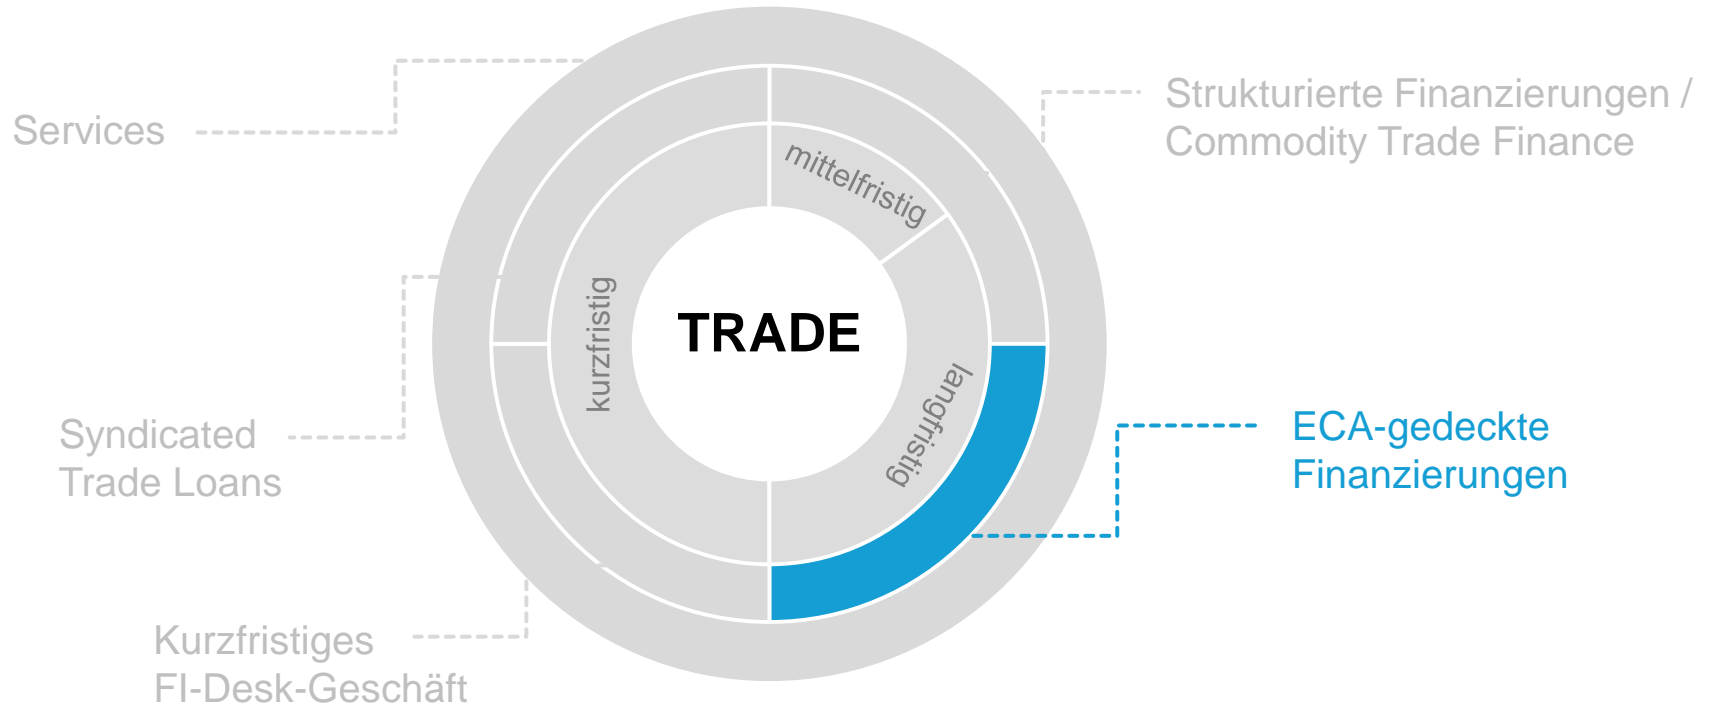 Services
Strukturierte Finanzierungen /
Commodity Trade Finance
mittelfristig
kurzfristig
TRADE
langfristig
Syndicated
Trade Loans
ECA-gedeckte
Finanzierungen
Kurzfristiges
FI-Desk-Geschäft